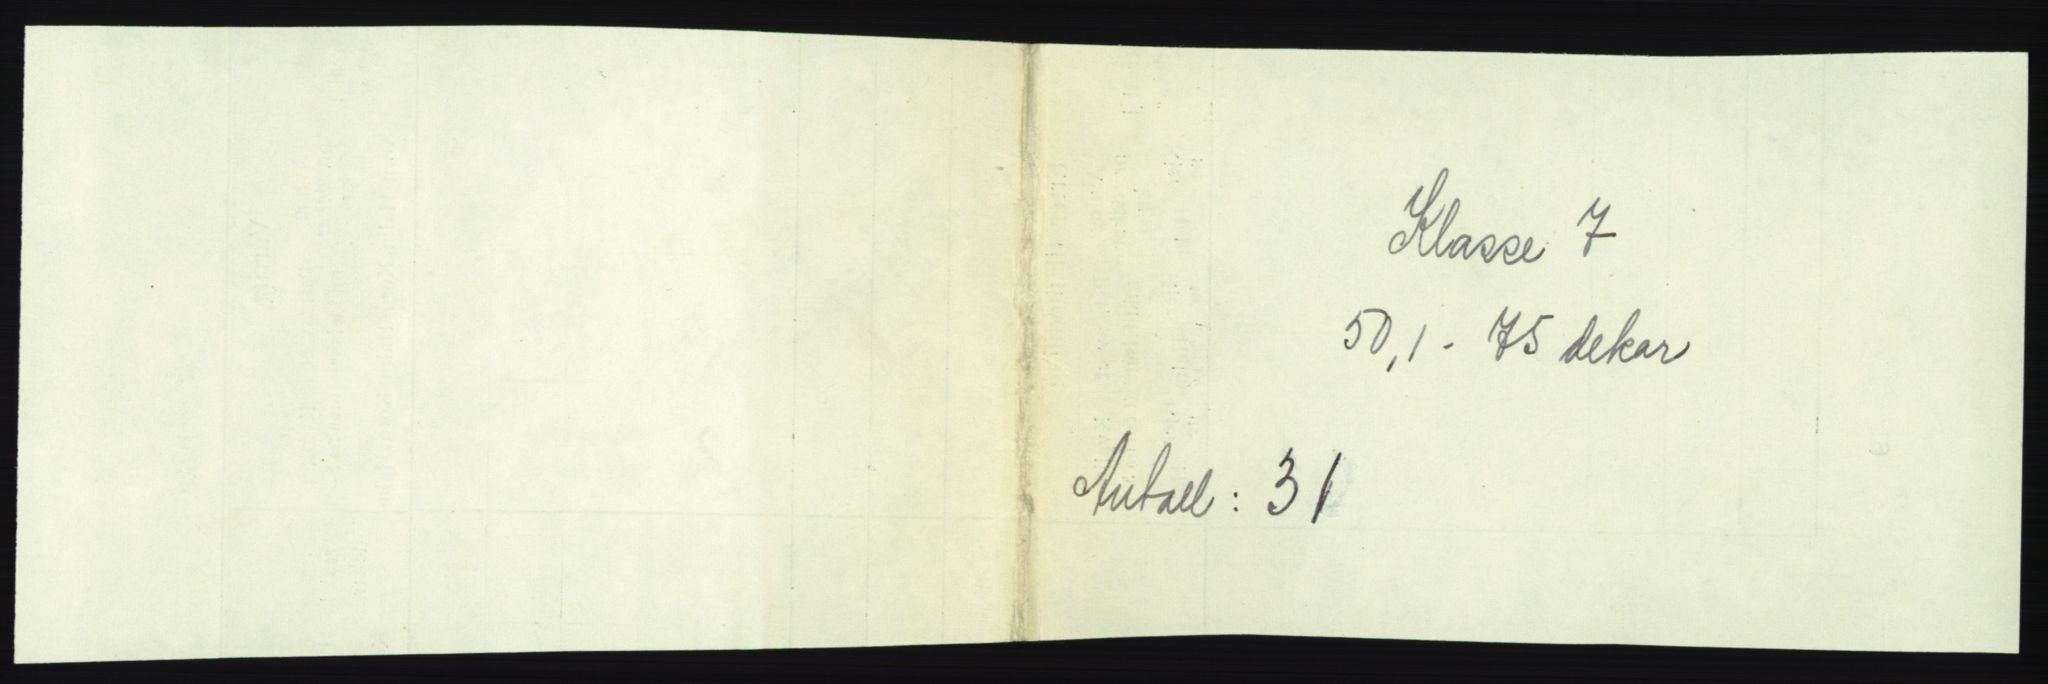 Klasse 7
50,1 - 75 dekar
Antall: 31